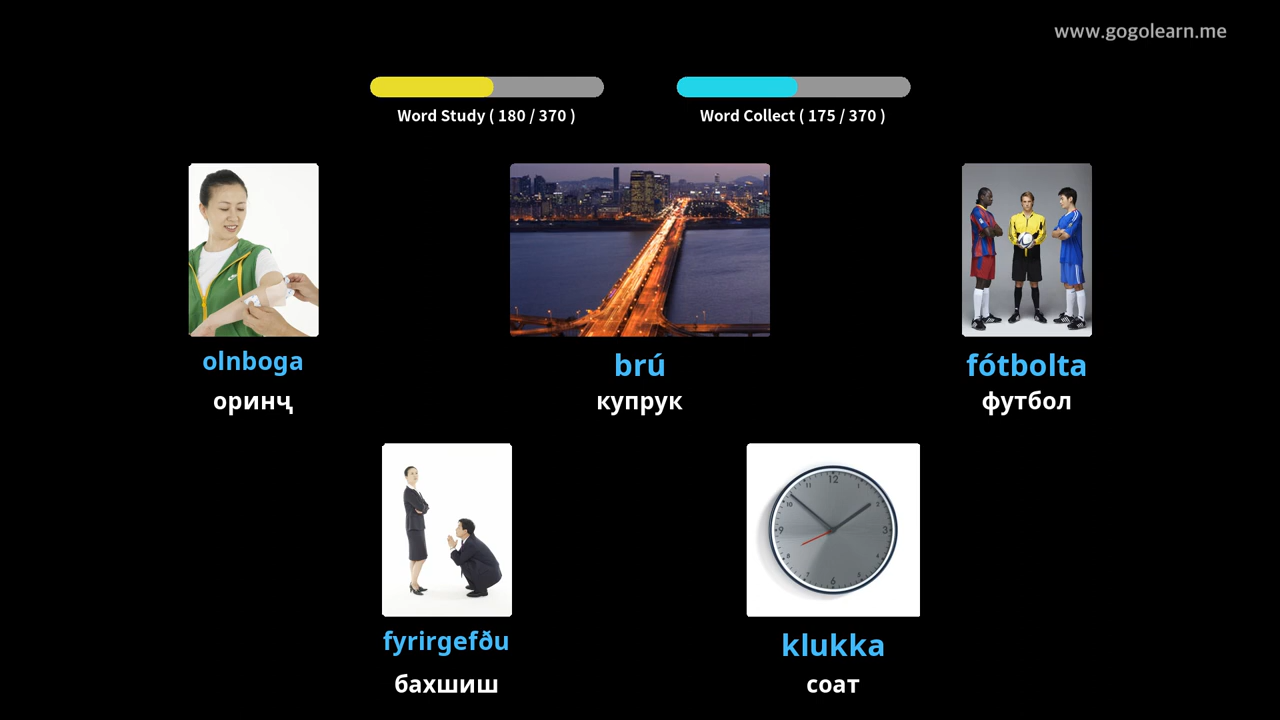 www.gogolearn.me
Word Study ( 180 / 370 )
Word Collect ( 175 / 370 )
olnboga
оринҷ
brú
купрук
fótbolta
футбол
fyrirgefðu
бахшиш
klukka
соат